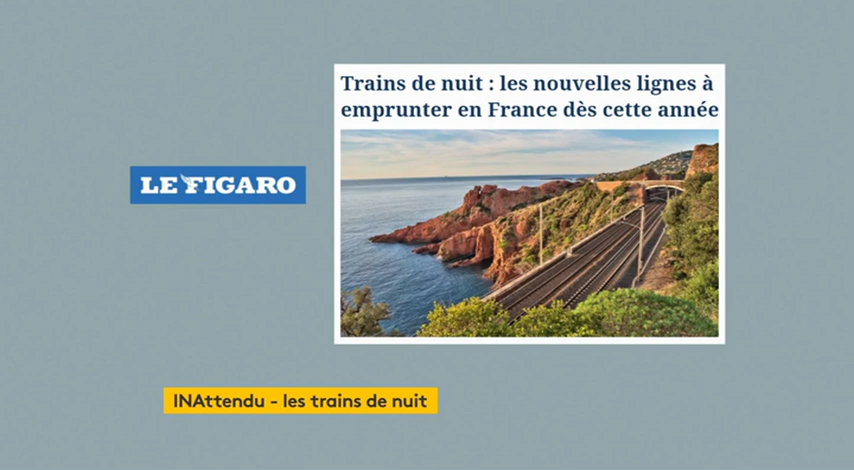 Trains de nuit : les nouvelles lignes à
emprunter en France dès cette année
LE FIGARO
INAttendu - les trains de nuit